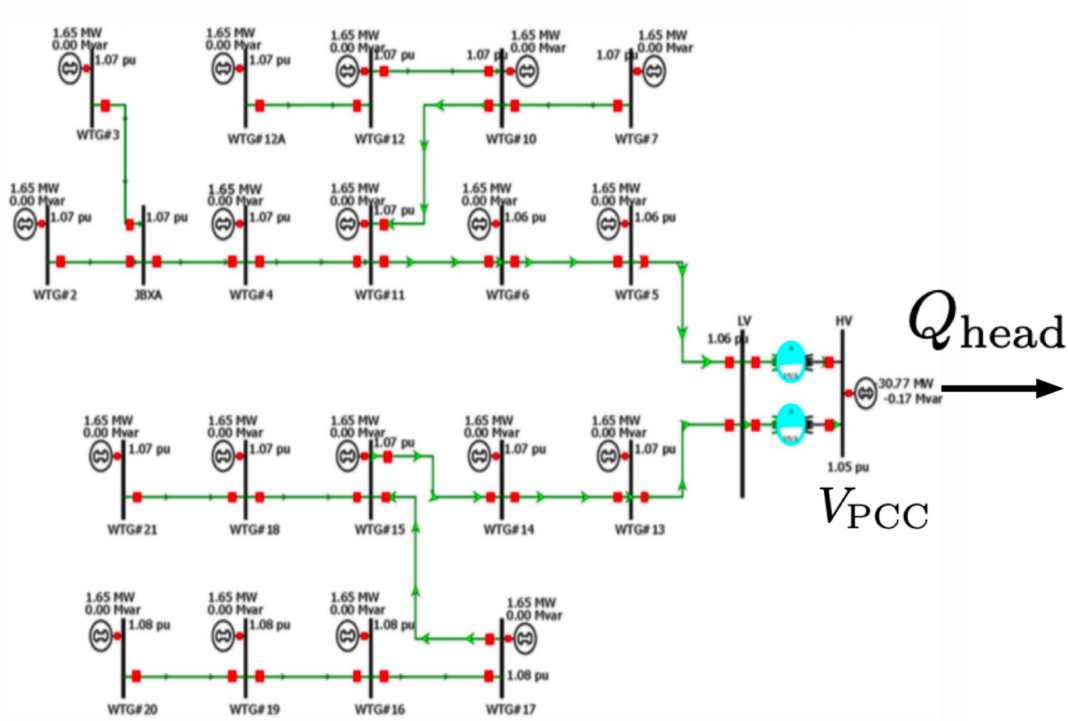 1.65 MW
0.00 Mvar
1.07 pu
WTG#3
1.65 MW
0.00 Mvar
1.07 pu
WTG#12A
1.65 MW
0.00 Mvar
1.07 pu
WTG#12
1.65 MW
0.00 Mvar
1.07 pu
WTG#10
1.65 MW
0.00 Mvar
1.07 pu
WTG#7
1.65 MW
0.00 Mvar
1.07 pu
WTG#2
1.07 pu
JBXA
1.65 MW
0.00 Mvar
1.07 pu
WTG#4
1.65 MW
0.00 Mvar
1.07 pu
WTG#11
1.65 MW
0.00 Mvar
1.06 pu
WTG#6
1.65 MW
0.00 Mvar
1.06 pu
WTG#5
LV
1.06 pu
HV
30.77 MW
-0.17 Mvar
1.05 pu
Q_head
V_PCC
1.65 MW
0.00 Mvar
1.07 pu
WTG#21
1.65 MW
0.00 Mvar
1.07 pu
WTG#18
1.65 MW
0.00 Mvar
1.07 pu
WTG#15
1.65 MW
0.00 Mvar
1.07 pu
WTG#14
1.65 MW
0.00 Mvar
1.07 pu
WTG#13
1.65 MW
0.00 Mvar
1.08 pu
WTG#20
1.65 MW
0.00 Mvar
1.08 pu
WTG#19
1.65 MW
0.00 Mvar
1.08 pu
WTG#16
1.65 MW
0.00 Mvar
1.08 pu
WTG#17